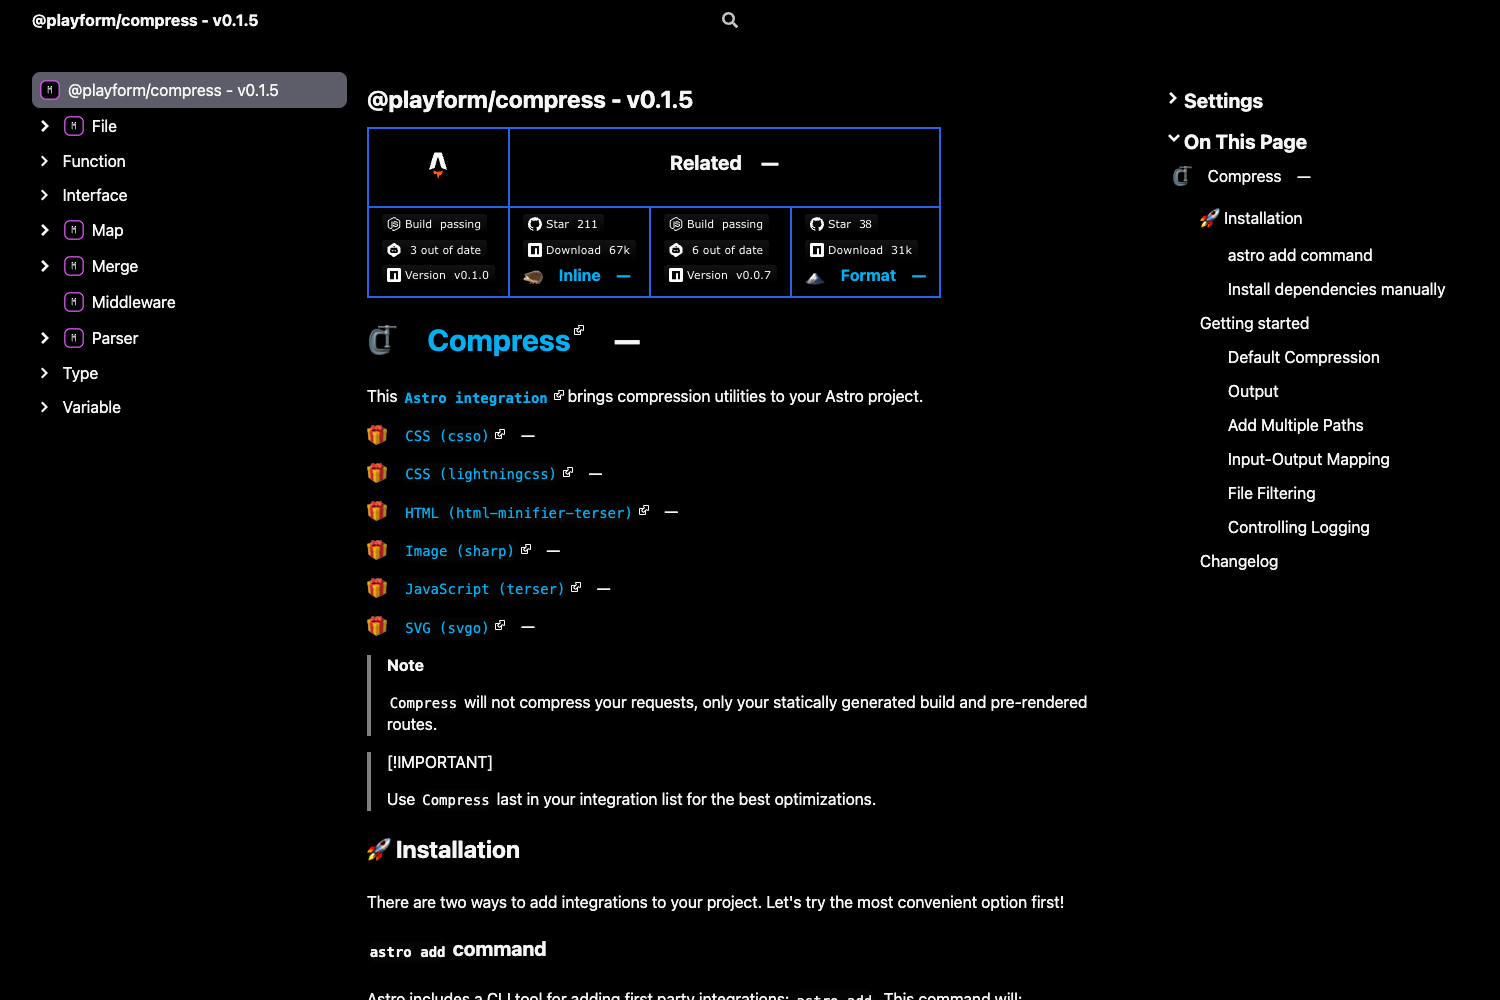 @playform/compress - v0.1.5
@playform/compress - v0.1.5
File
Function
Interface
Map
Merge
Middleware
Parser
Type
Variable
@playform/compress - v0.1.5
Related —
Build passing
3 out of date
Version v0.1.0
Star 211
Download 67k
Inline —
Build passing
6 out of date
Version v0.0.7
Star 38
Download 31k
Format —
Compress —
This Astro integration brings compression utilities to your Astro project.
CSS (csso) —
CSS (lightningcss) —
HTML (html-minifier-terser) —
Image (sharp) —
JavaScript (terser) —
SVG (svgo) —
Note
Compress will not compress your requests, only your statically generated build and pre-rendered
routes.
[!IMPORTANT]
Use Compress last in your integration list for the best optimizations.
🚀 Installation
There are two ways to add integrations to your project. Let's try the most convenient option first!
astro add command
Astro includes a CLI tool for adding first party integrations: astro add. This command will:
Settings
On This Page
Compress —
🚀 Installation
astro add command
Install dependencies manually
Getting started
Default Compression
Output
Add Multiple Paths
Input-Output Mapping
File Filtering
Controlling Logging
Changelog